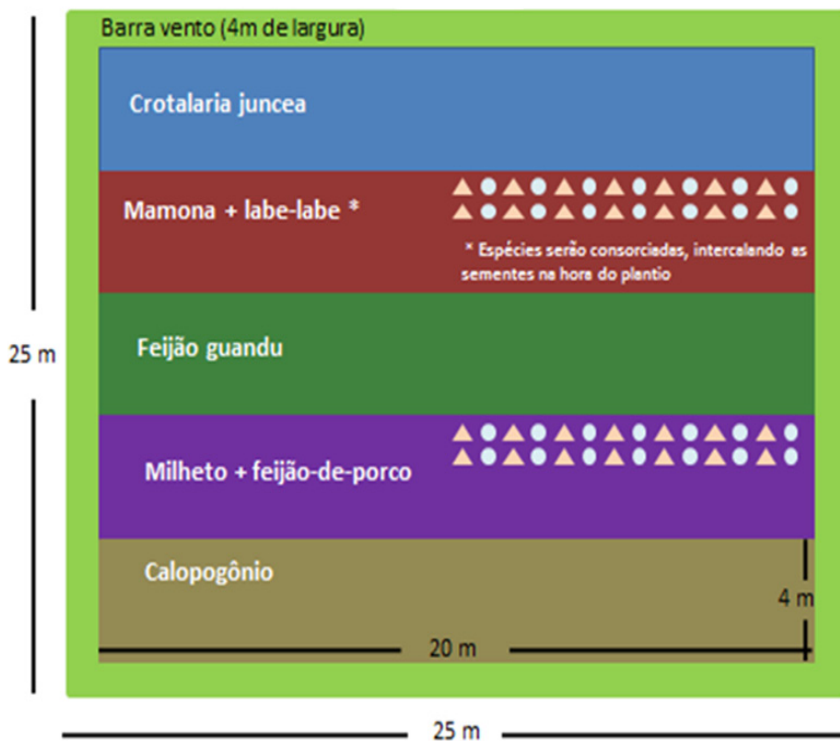 Barra vento (4m de largura)
Crotalaria juncea
Mamona + labe-labe *
* Espécies serão consorciadas, intercalando as
sementes na hora do plantio
Feijão guandu
25 m
Milheto + feijão-de-porco
Calopogônio
4 m
20 m
25 m